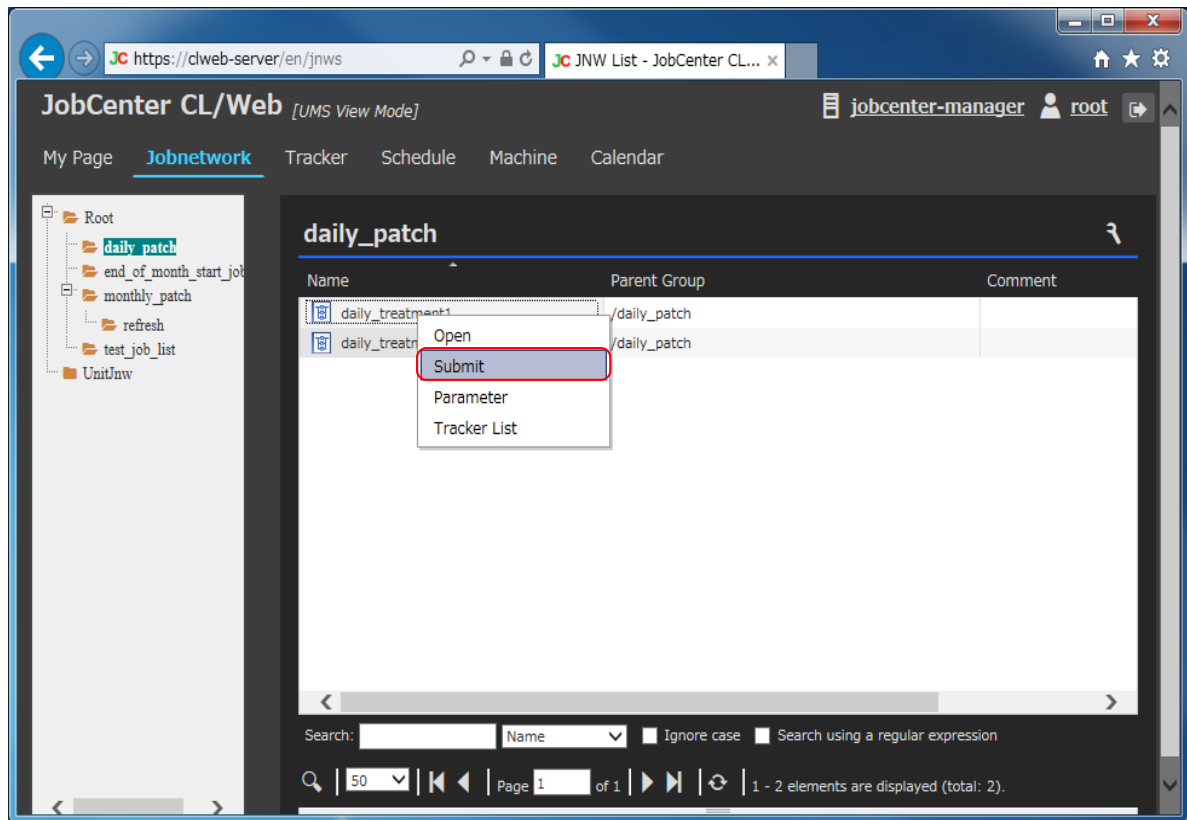 JC https://clweb-server/en/jnws
JC JNW List - JobCenter CL... ×
JobCenter CL/Web [UMS View Mode]
jobcenter-manager root
My Page Jobnetwork Tracker Schedule Machine Calendar
Root
daily_patch
end_of_month_start_job
monthly_patch
refresh
test_job_list
UnitJnw
daily_patch
Name Parent Group Comment
daily_treatment1 /daily_patch
daily_treatm /daily_patch
Open
Submit
Parameter
Tracker List
Search: Name Ignore case Search using a regular expression
50 Page 1 of 1 1 - 2 elements are displayed (total: 2).